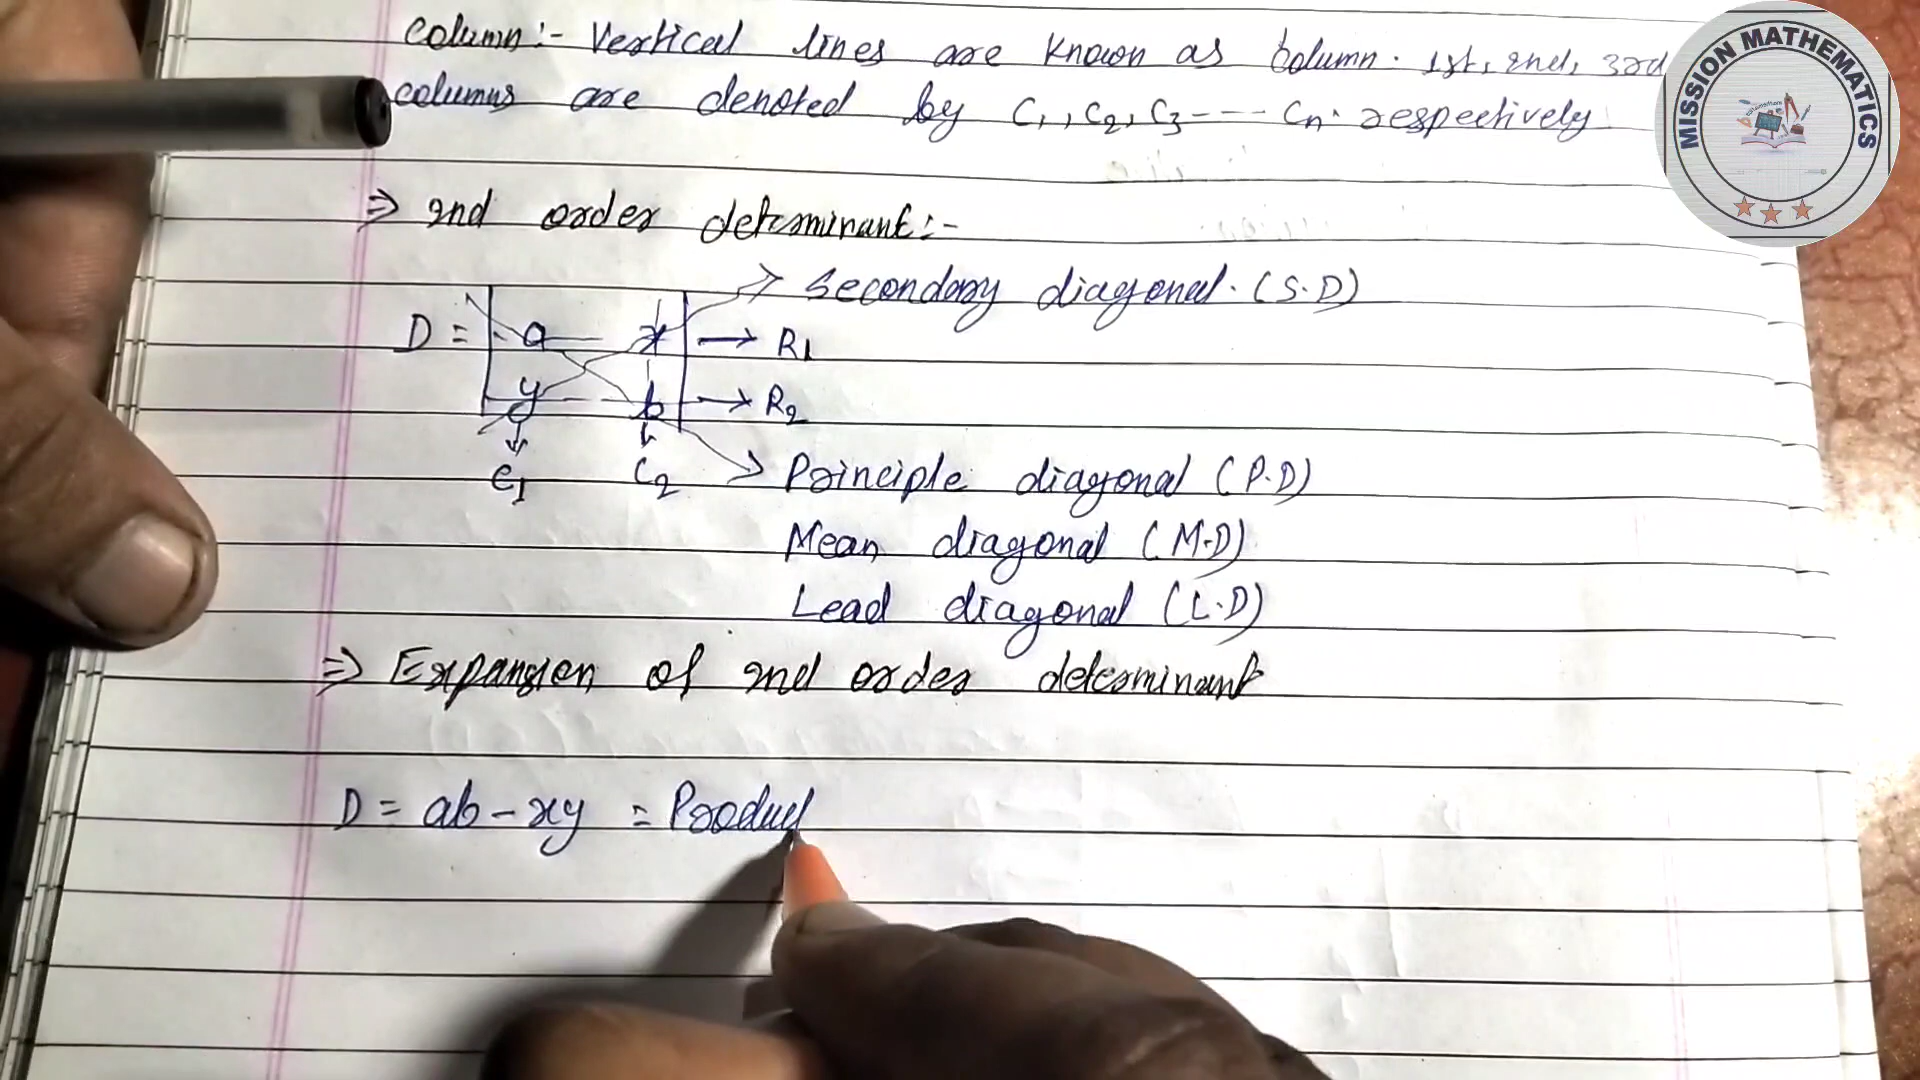 column:- Vertical lines are known as column. 1st, 2nd, 3rd
columns are denoted by C1, C2, C3 --- Cn. respectively
MISSION MATHEMATICS
⇒ 2nd order determinant:-
Secondary diagonal. (S.D)
D = a x → R1
y b → R2
C1 C2
Principle diagonal (P.D)
Mean diagonal (M.D)
Lead diagonal (L.D)
⇒ Expansion of 2nd order determinant
D = ab - xy = Product